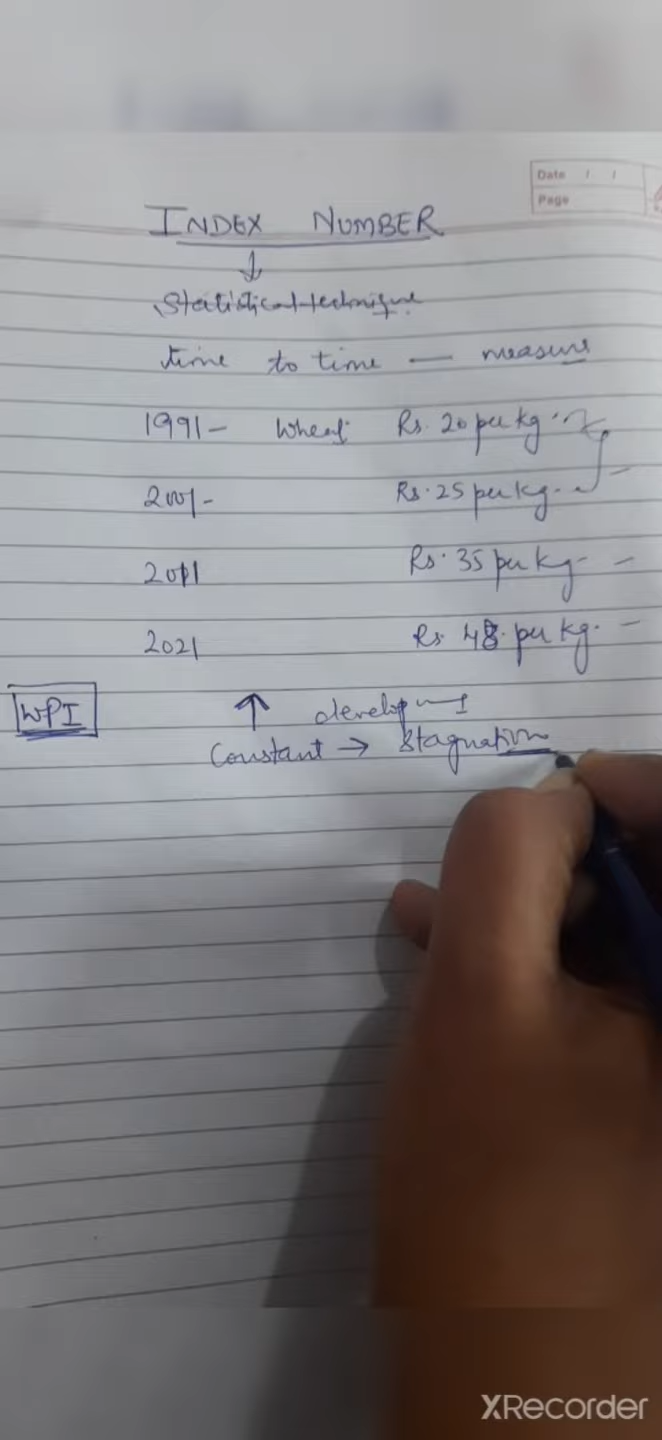 Date / /
Page
INDEX NUMBER
↓
Statistical technique
time to time — measure
1991 - Wheat Rs. 20 per kg.
2001 - Rs. 25 per kg. -
2011 Rs. 35 per kg -
2021 Rs. 48. per kg. -
WPI ↑
Constant → Stagnation
XRecorder